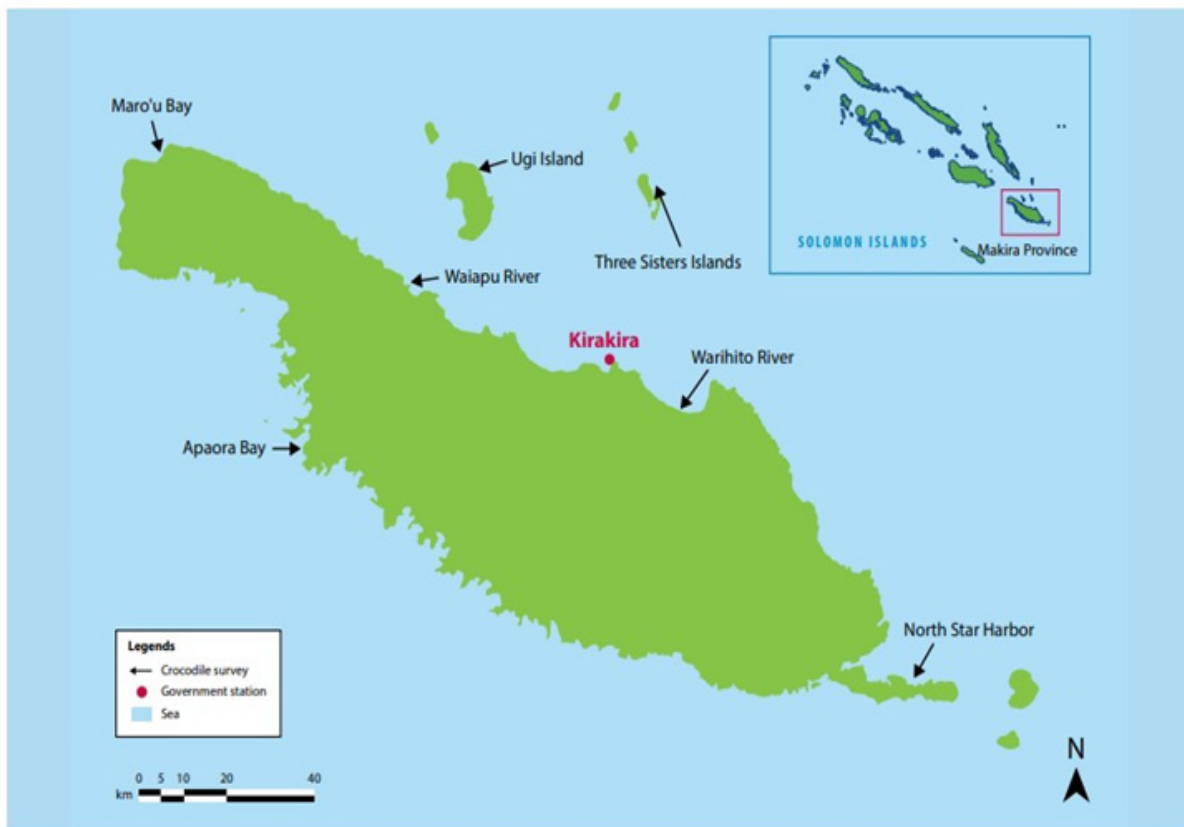 Maro'u Bay
Ugi Island
Three Sisters Islands
SOLOMON ISLANDS
Makira Province
Waiapu River
Kirakira
Warihito River
Apaora Bay
North Star Harbor
Legends
Crocodile survey
Government station
Sea
0 5 10 20 40
km
N